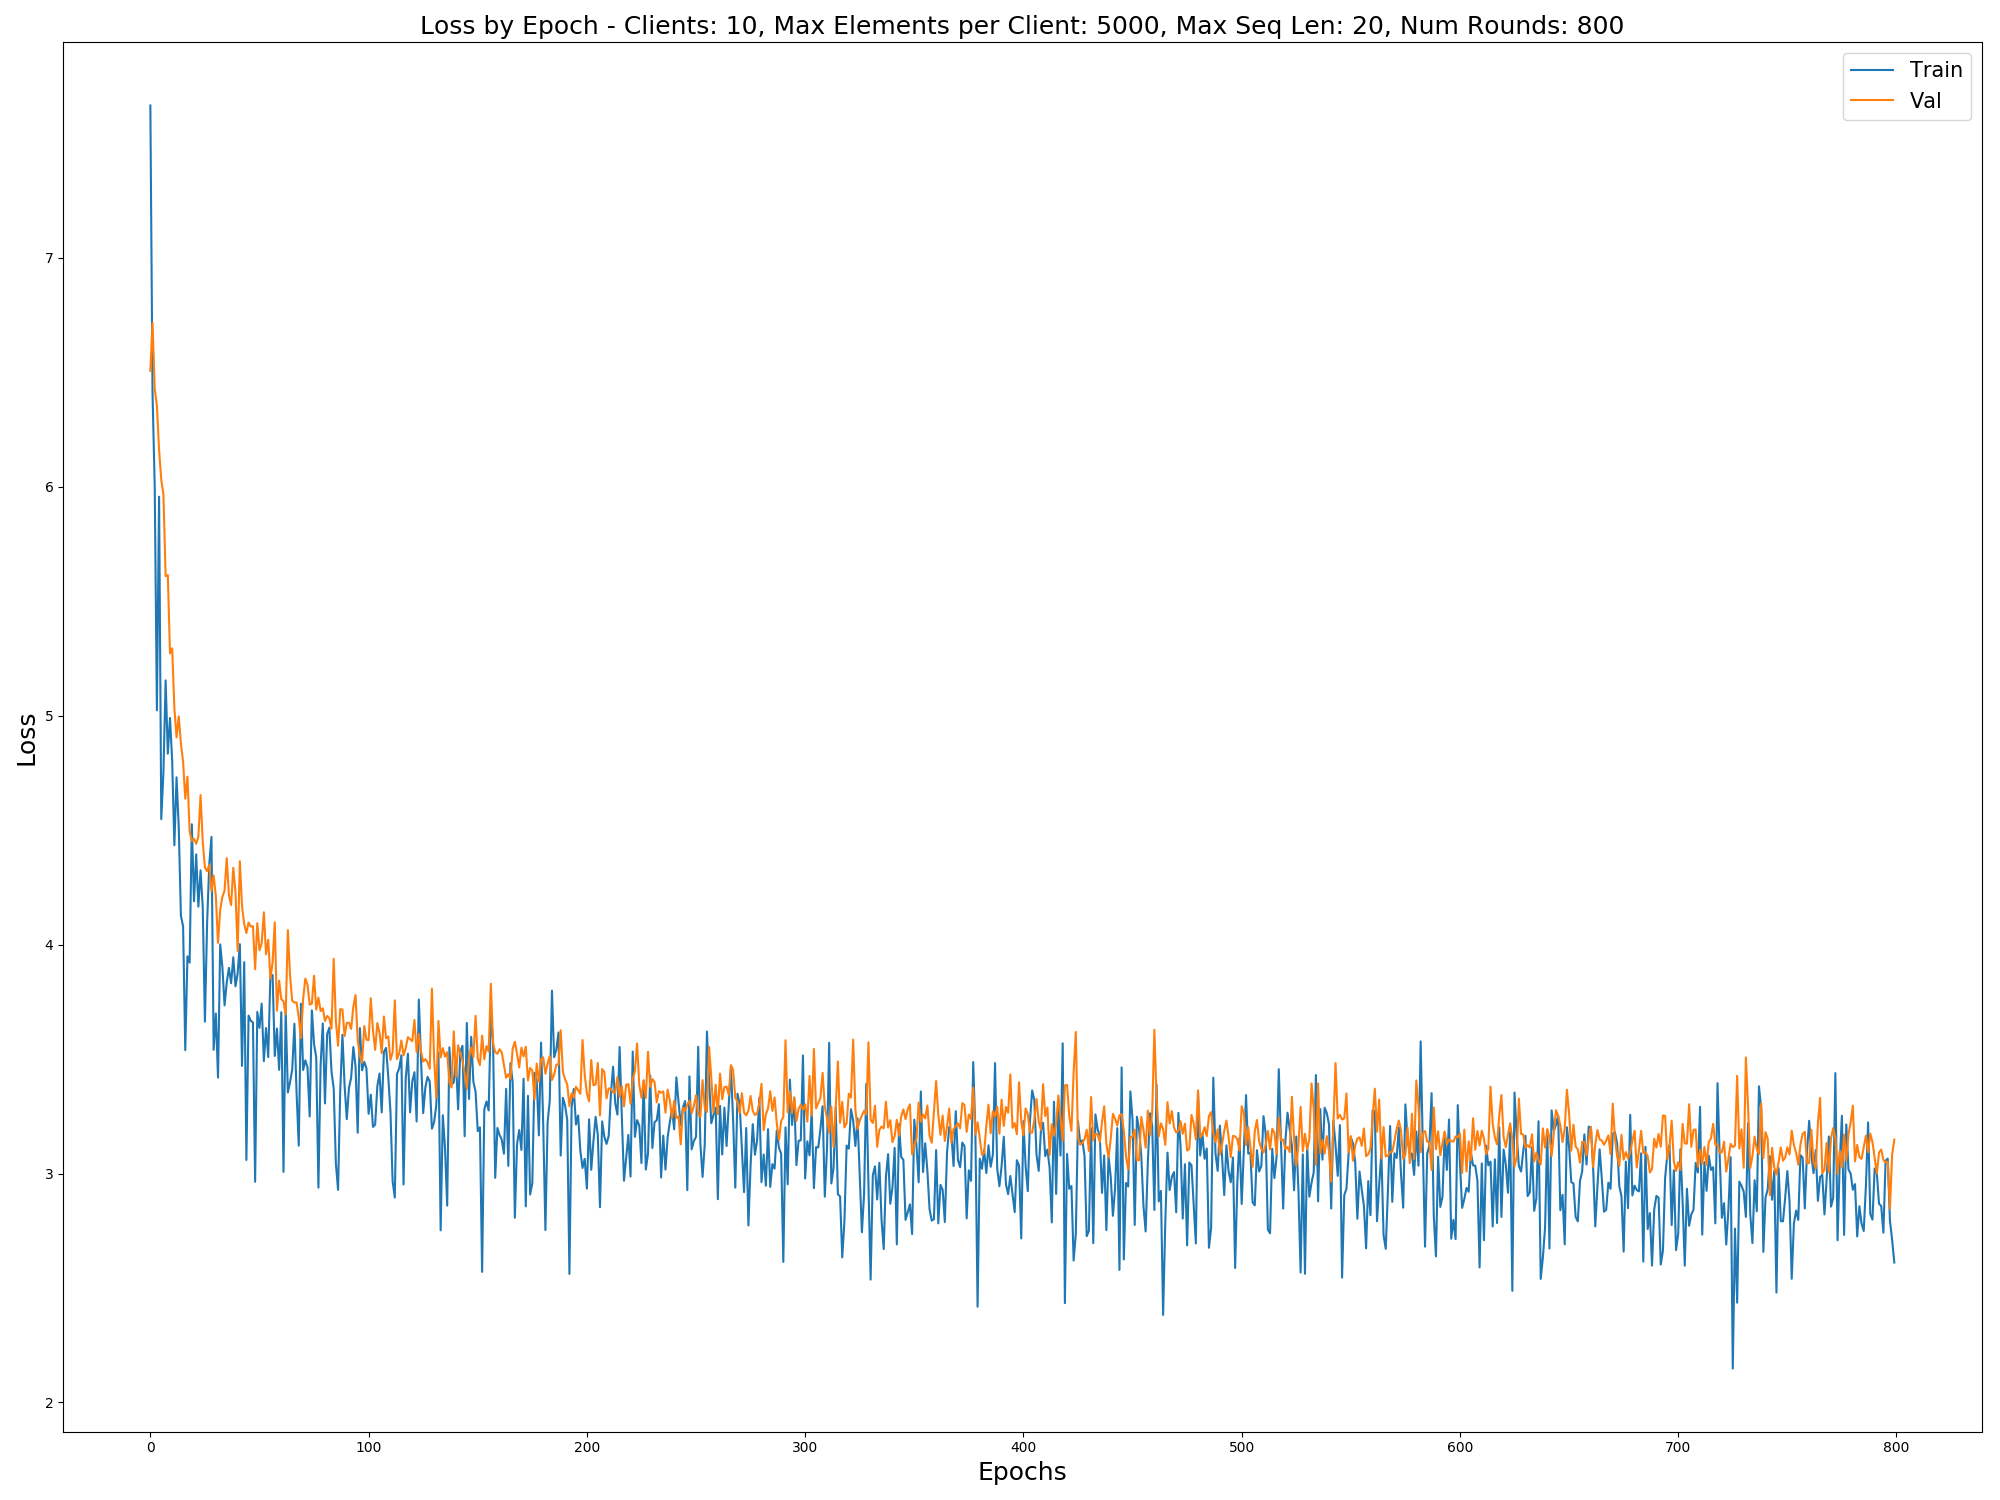 Loss by Epoch - Clients: 10, Max Elements per Client: 5000, Max Seq Len: 20, Num Rounds: 800
Train
Val
7
6
5
4
3
2
Loss
0 100 200 300 400 500 600 700 800
Epochs